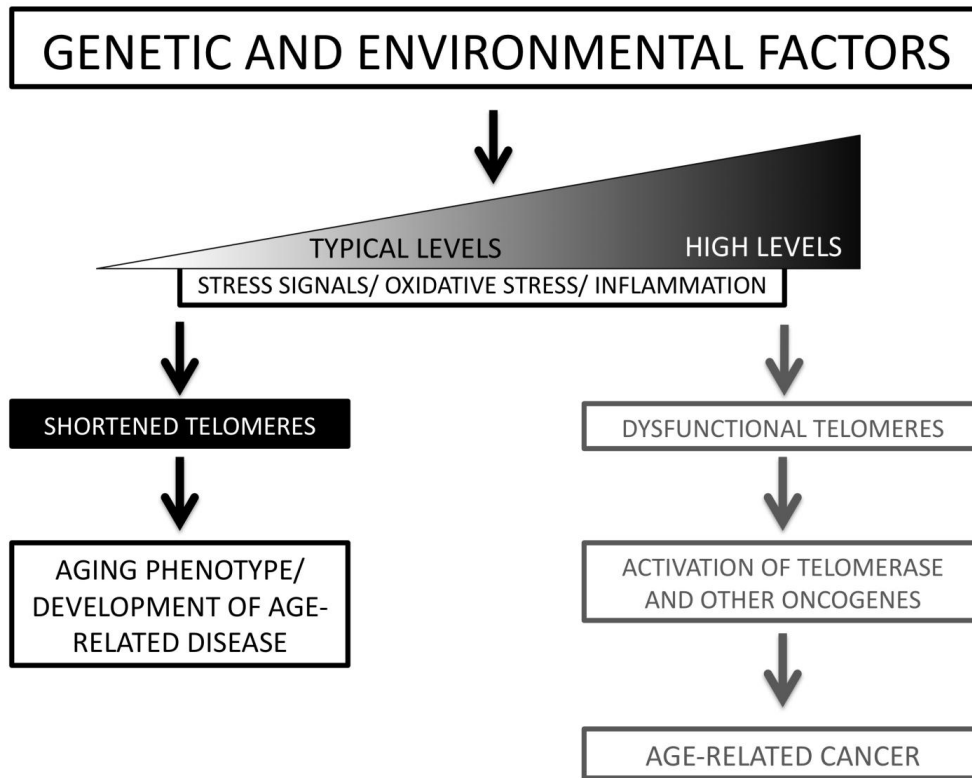 GENETIC AND ENVIRONMENTAL FACTORS
TYPICAL LEVELS
HIGH LEVELS
STRESS SIGNALS/ OXIDATIVE STRESS/ INFLAMMATION
SHORTENED TELOMERES
DYSFUNCTIONAL TELOMERES
AGING PHENOTYPE/
DEVELOPMENT OF AGE-
RELATED DISEASE
ACTIVATION OF TELOMERASE
AND OTHER ONCOGENES
AGE-RELATED CANCER